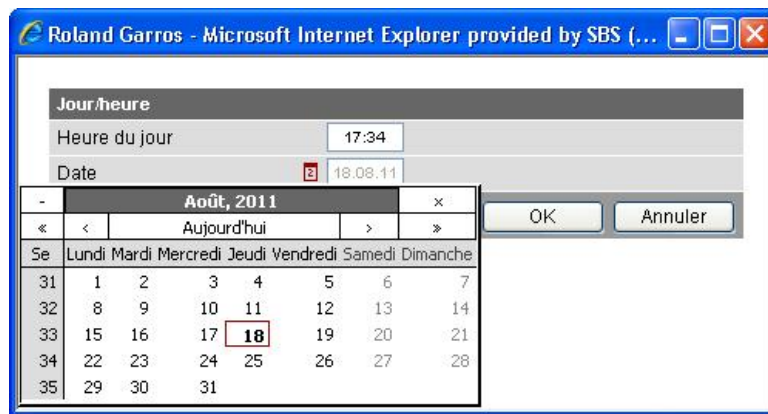 Roland Garros - Microsoft Internet Explorer provided by SBS (...
Jour/heure
Heure du jour 17:34
Date 2 18.08.11
OK Annuler
- Août, 2011 ×
« < Aujourd'hui > »
Se Lundi Mardi Mercredi Jeudi Vendredi Samedi Dimanche
31 1 2 3 4 5 6 7
32 8 9 10 11 12 13 14
33 15 16 17 18 19 20 21
34 22 23 24 25 26 27 28
35 29 30 31